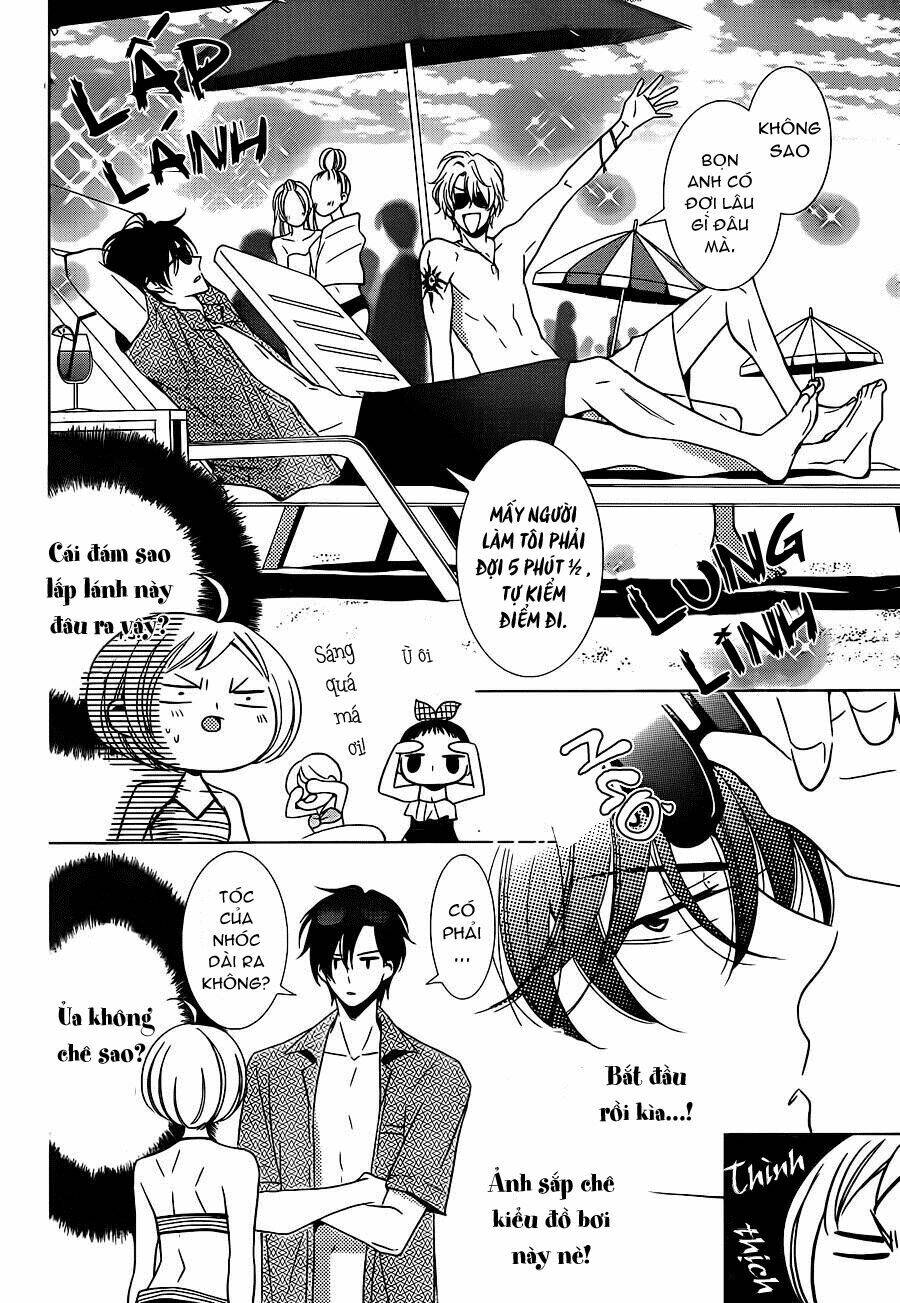 LẤP
LÁNH
KHÔNG
SAO
BỌN
ANH CÓ
ĐỢI LÂU
GÌ ĐÂU
MÀ.
MẤY NGƯỜI
LÀM TÔI PHẢI
ĐỢI 5 PHÚT ½,
TỰ KIỂM
ĐIỂM ĐI.
LUNG
LINH
Cái đám sao
lấp lánh này
đâu ra vậy?
Sáng
quá
má
ơi!
Ù ôi
NGÓ
CÓ
PHẢI
...
TÓC
CỦA
NHÓC
DÀI RA
KHÔNG?
Ủa không
chê sao?
Bắt đầu
rồi kìa...!
Ảnh sắp chê
kiểu đồ bơi
này nè!
Thình
thịch